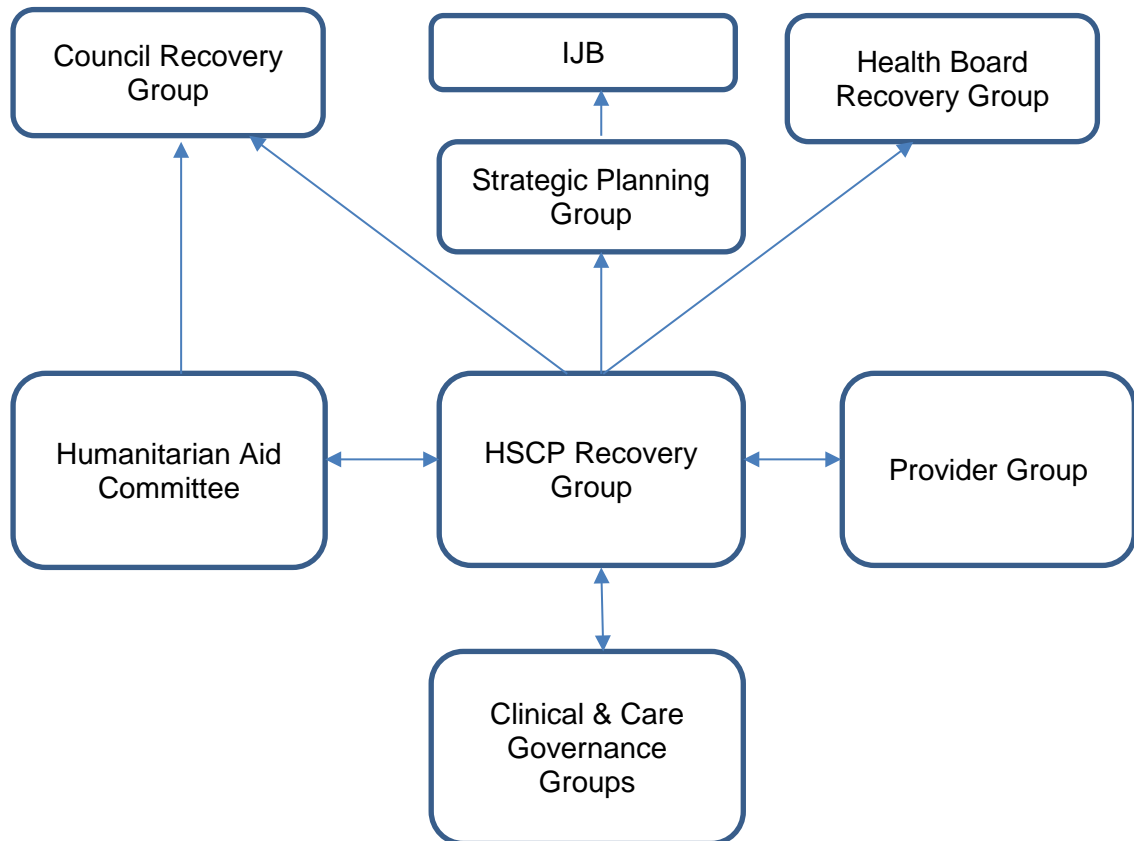 Council Recovery
Group
IJB
Health Board
Recovery Group
Strategic Planning
Group
Humanitarian Aid
Committee
HSCP Recovery
Group
Provider Group
Clinical & Care
Governance
Groups